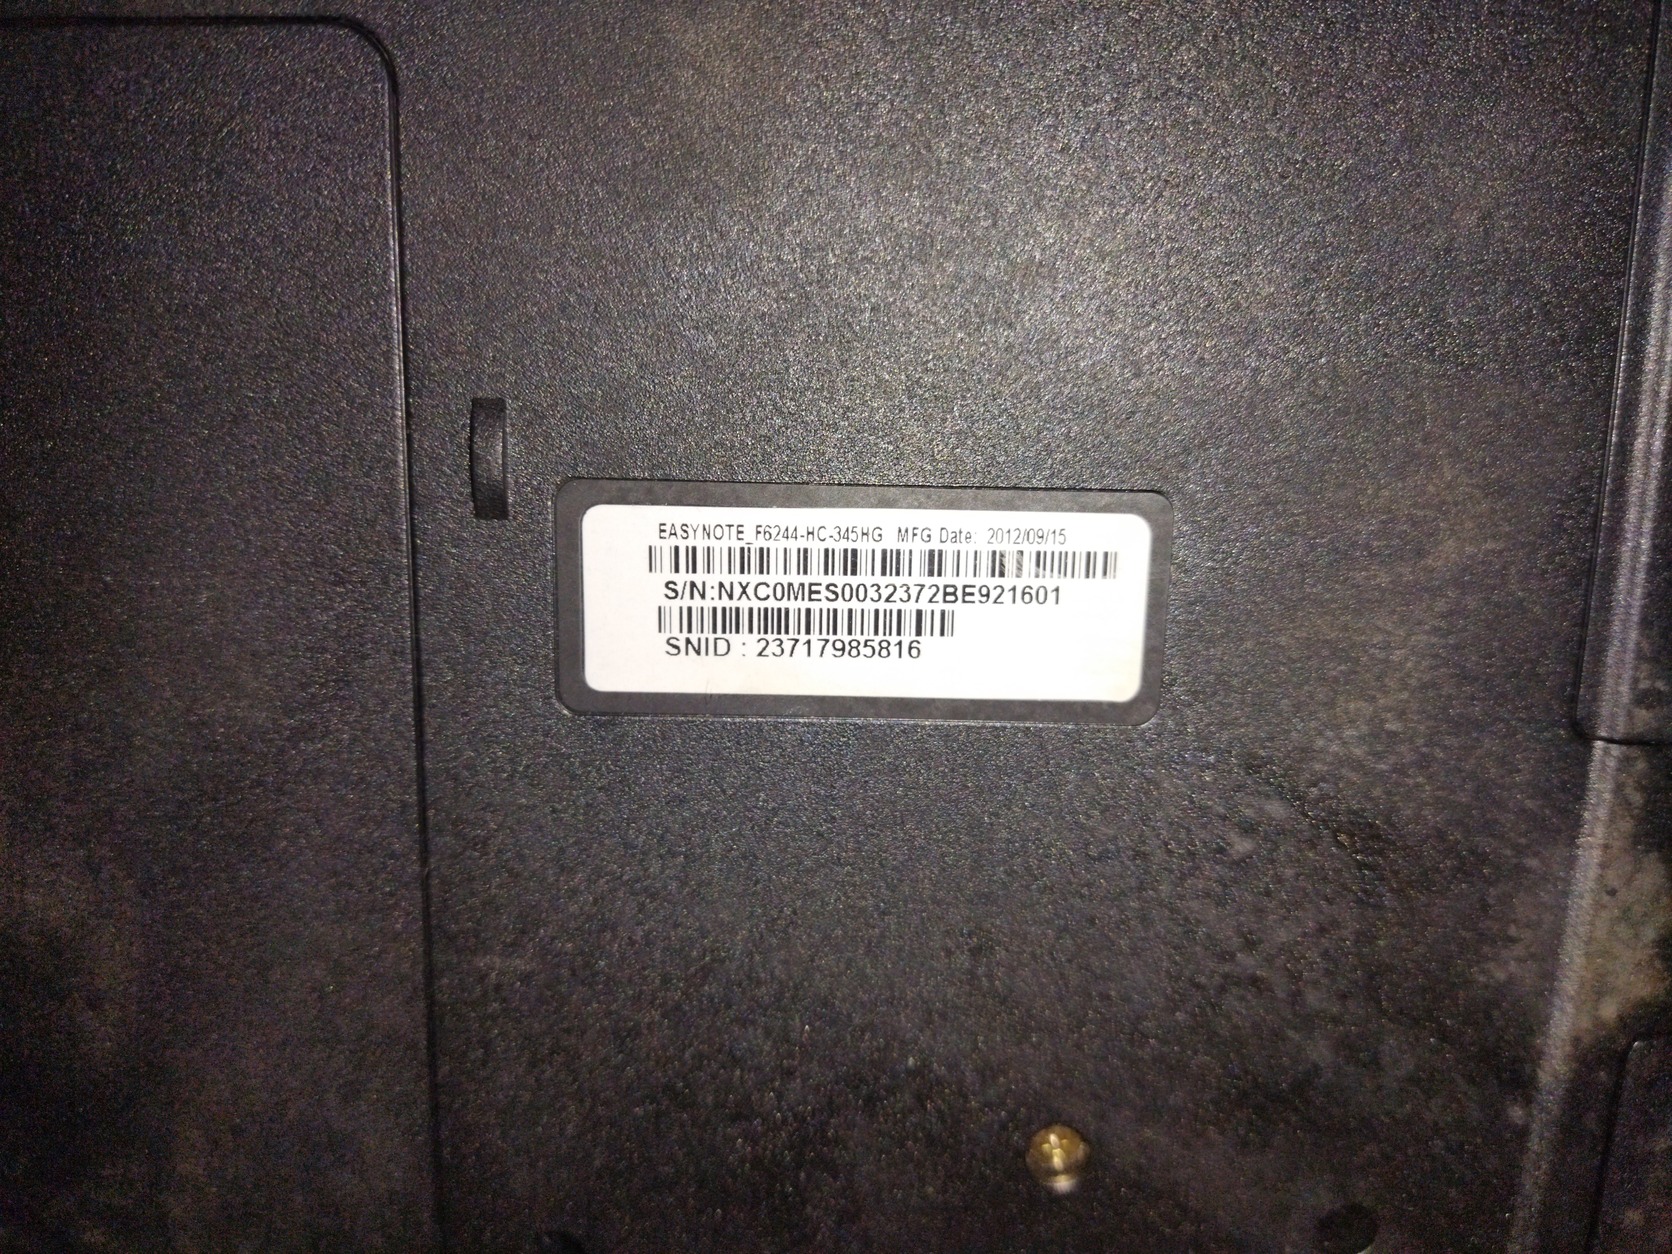 EASYNOTE_F6244-HC-345HG MFG Date: 2012/09/15
S/N:NXC0MES0032372BE921601
SNID : 23717985816